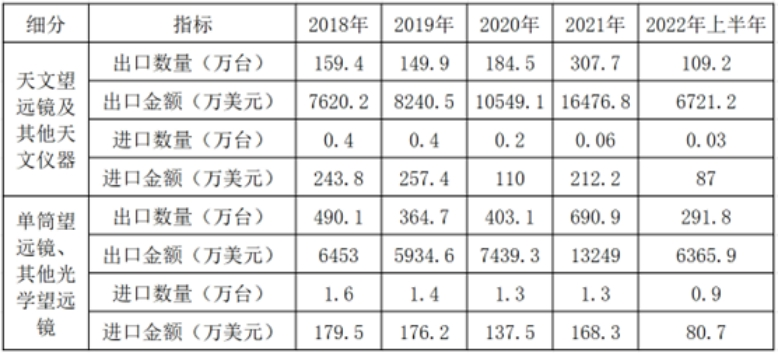 细分 指标 2018年 2019年 2020年 2021年 2022年上半年
天文望远镜及其他天文仪器
出口数量（万台） 159.4 149.9 184.5 307.7 109.2
出口金额（万美元） 7620.2 8240.5 10549.1 16476.8 6721.2
进口数量（万台） 0.4 0.4 0.2 0.06 0.03
进口金额（万美元） 243.8 257.4 110 212.2 87
单筒望远镜、其他光学望远镜
出口数量（万台） 490.1 364.7 403.1 690.9 291.8
出口金额（万美元） 6453 5934.6 7439.3 13249 6365.9
进口数量（万台） 1.6 1.4 1.3 1.3 0.9
进口金额（万美元） 179.5 176.2 137.5 168.3 80.7